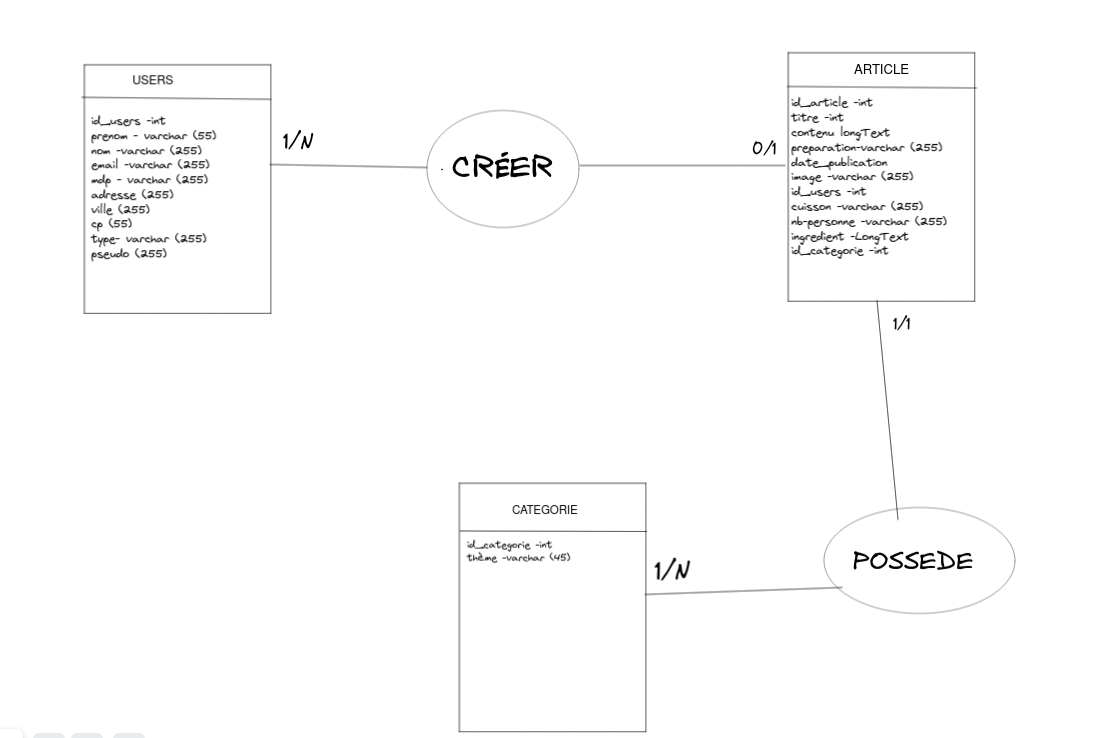 USERS
id_users -int
prenom - varchar (55)
nom -varchar (255)
email -varchar (255)
mdp - varchar (255)
adresse (255)
ville (255)
cp (55)
type- varchar (255)
pseudo (255)
1/N
CRÉER
0/1
ARTICLE
id_article -int
titre -int
contenu longText
preparation-varchar (255)
date_publication
image -varchar (255)
id_users -int
cuisson -varchar (255)
nb-personne -varchar (255)
ingredient -LongText
id_categorie -int
1/1
CATEGORIE
id_categorie -int
thème -varchar (45)
1/N
POSSEDE